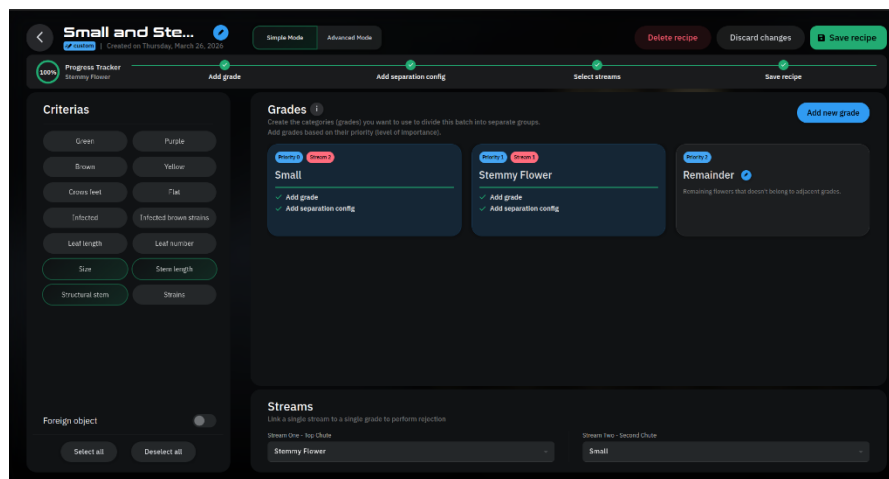 Small and Ste...
custom | Created on Thursday, March 26, 2026
Simple Mode
Advanced Mode
Delete recipe
Discard changes
Save recipe
100%
Progress Tracker
Stemmy Flower
Add grade
Add separation config
Select streams
Save recipe
Criterias
Green
Purple
Brown
Yellow
Crows feet
Flat
Infected
Infected brown strains
Leaf length
Leaf number
Size
Stem length
Structural stem
Strains
Foreign object
Select all
Deselect all
Grades i
Create the categories (grades) you want to use to divide this batch into separate groups.
Add grades based on their priority (level of importance).
Add new grade
Priority 0
Stream 2
Small
Add grade
Add separation config
Priority 1
Stream 1
Stemmy Flower
Add grade
Add separation config
Priority 2
Remainder
Remaining flowers that doesn't belong to adjacent grades.
Streams
Link a single stream to a single grade to perform rejection
Stream One - Top Chute
Stemmy Flower
Stream Two - Second Chute
Small